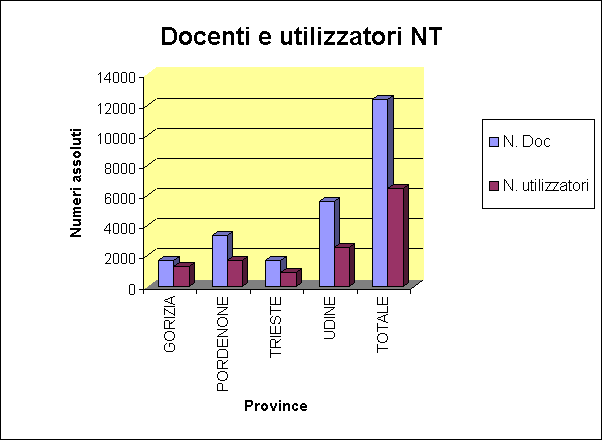 Docenti e utilizzatori NT
Numeri assoluti
14000
12000
10000
8000
6000
4000
2000
0
GORIZIA
PORDENONE
TRIESTE
UDINE
TOTALE
Province
N. Doc
N. utilizzatori